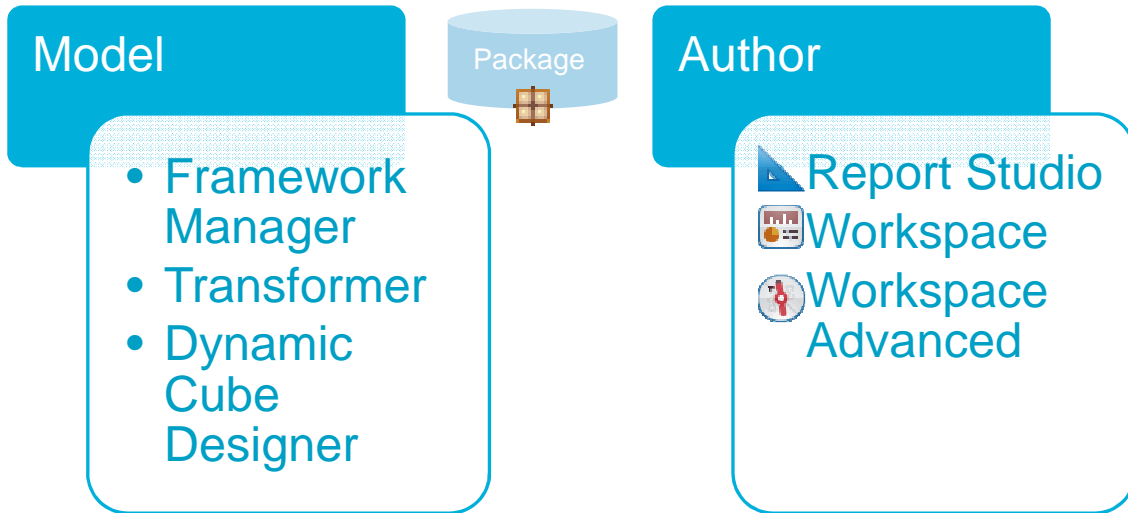 Model
• Framework
Manager
• Transformer
• Dynamic
Cube
Designer
Package
Author
Report Studio
Workspace
Workspace
Advanced